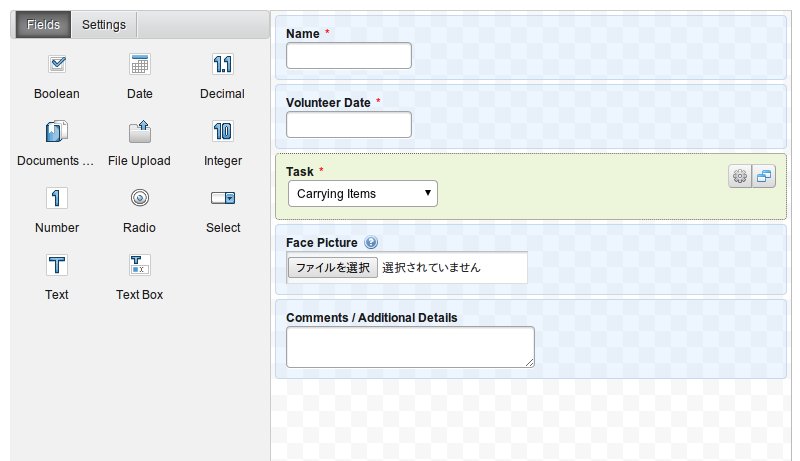 Fields Settings
Boolean Date Decimal
Documents ... File Upload Integer
Number Radio Select
Text Text Box
Name *
Volunteer Date *
Task *
Carrying Items
Face Picture
ファイルを選択 選択されていません
Comments / Additional Details